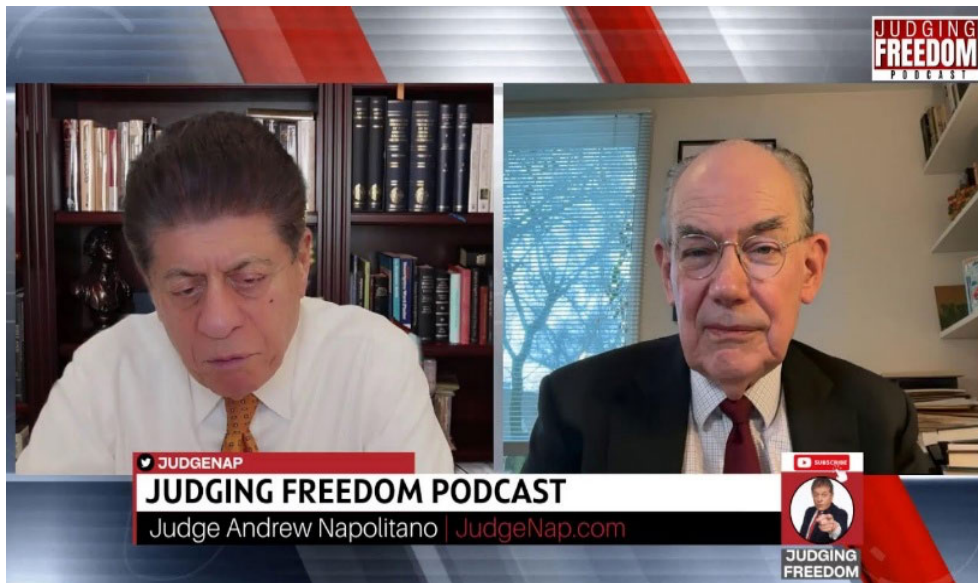 JUDGING
FREEDOM
PODCAST
JUDGENAP
JUDGING FREEDOM PODCAST
Judge Andrew Napolitano | JudgeNap.com
SUBSCRIBE
JUDGING
FREEDOM